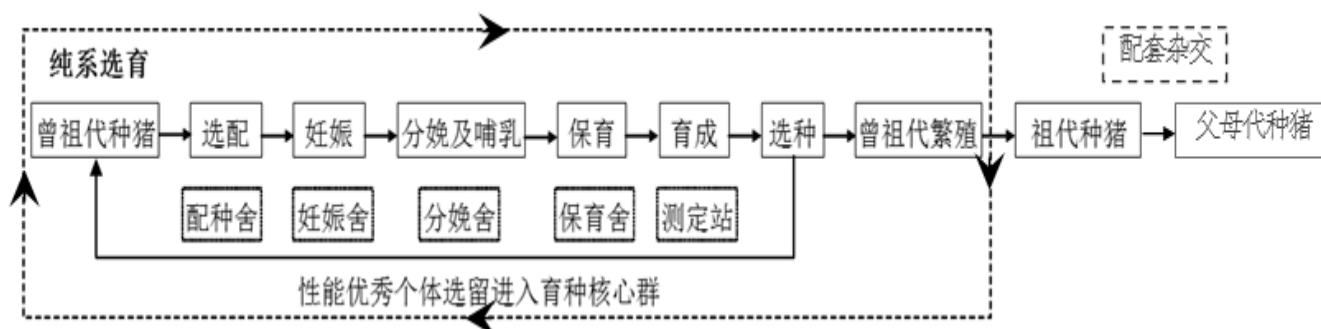 纯系选育
配套杂交
曾祖代种猪
选配
妊娠
分娩及哺乳
保育
育成
选种
曾祖代繁殖
祖代种猪
父母代种猪
配种舍
妊娠舍
分娩舍
保育舍
测定站
性能优秀个体选留进入育种核心群